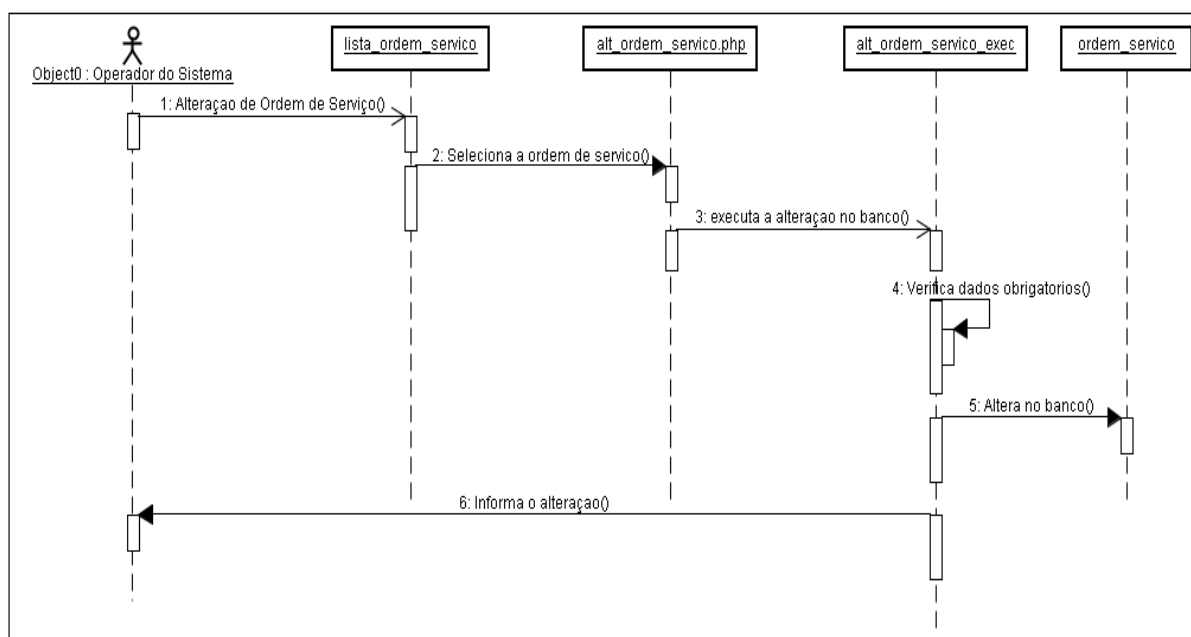 lista_ordem_servico
alt_ordem_servico.php
alt_ordem_servico_exec
ordem_servico
Object0 : Operador do Sistema
1: Alteraçao de Ordem de Serviço()
2: Seleciona a ordem de servico()
3: executa a alteraçao no banco()
4: Verifica dados obrigatorios()
5: Altera no banco()
6: Informa o alteraçao()